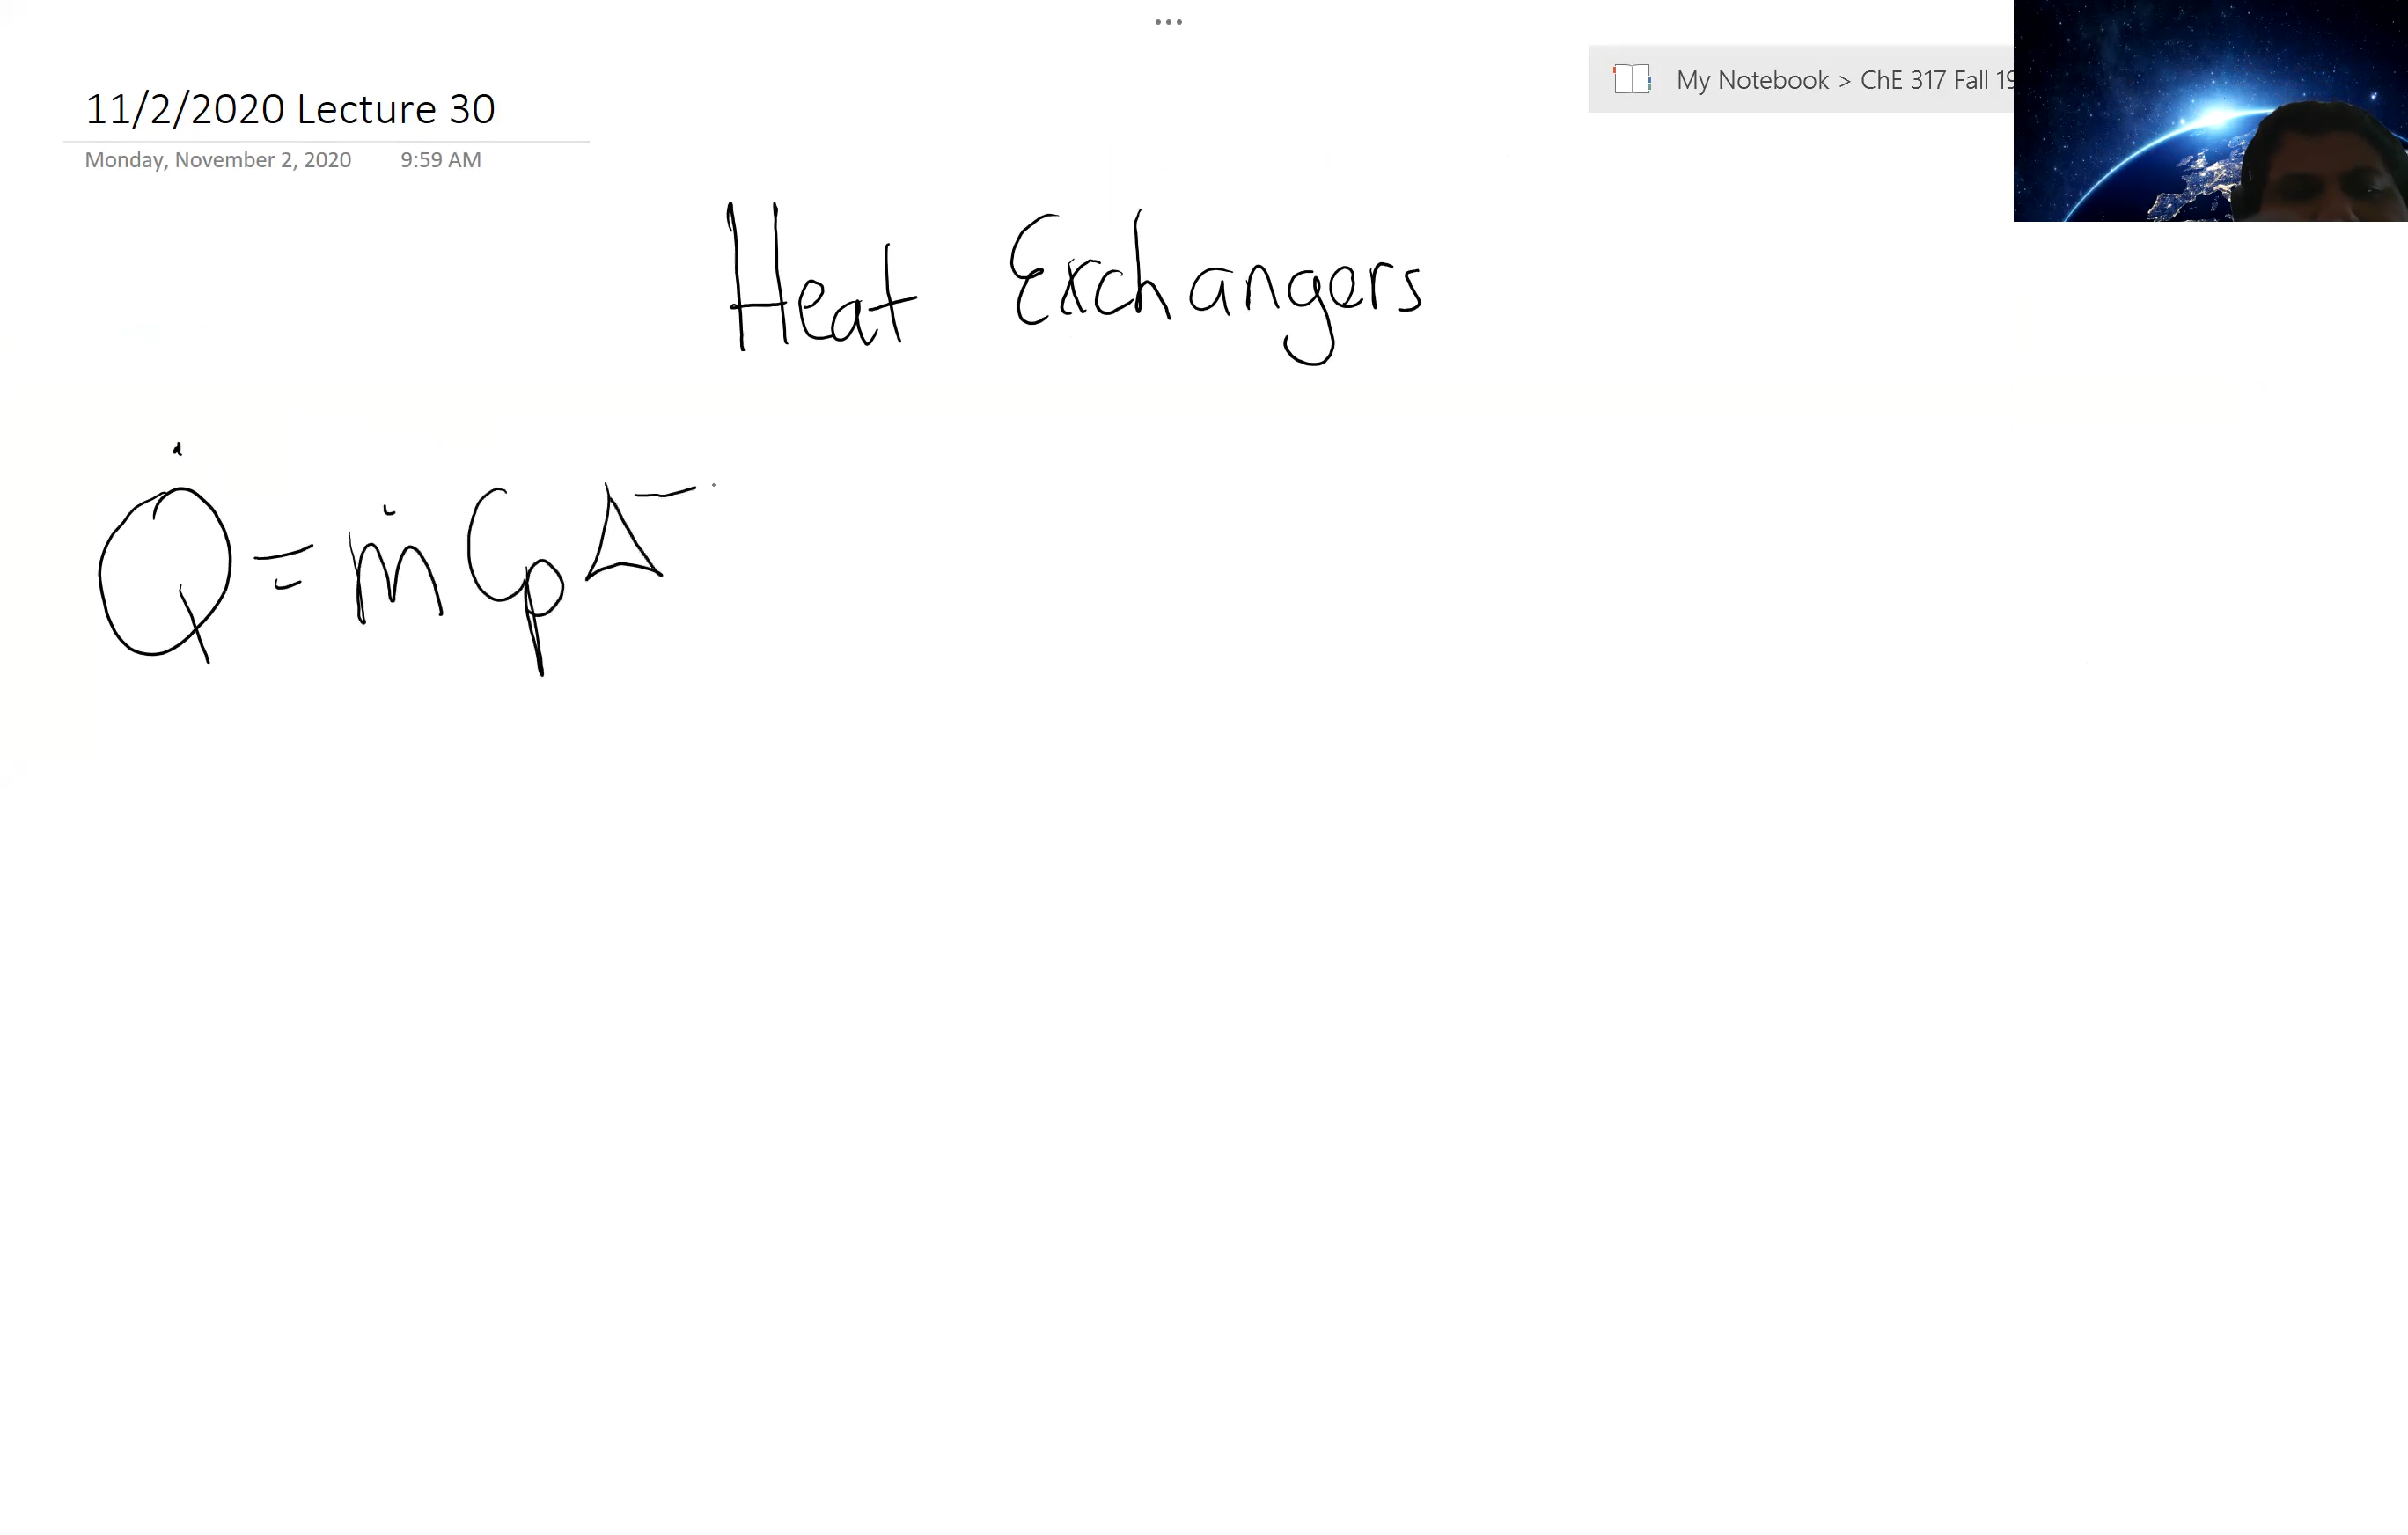 My Notebook > ChE 317 Fall 19
11/2/2020 Lecture 30
Monday, November 2, 2020 9:59 AM
Heat Exchangers
Q̇ = ṁ Cp Δ